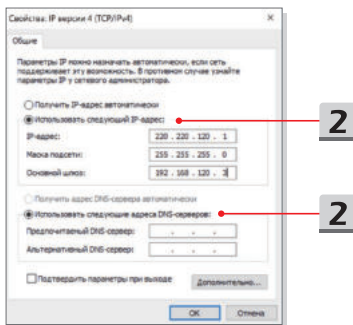 Свойства: IP версии 4 (TCP/IPv4)
Общие
Параметры IP можно назначать автоматически, если сеть
поддерживает эту возможность. В противном случае узнайте
параметры IP у сетевого администратора.
Получить IP-адрес автоматически
Использовать следующий IP-адрес:
2
IP-адрес: 220 . 220 . 120 . 1
Маска подсети: 255 . 255 . 255 . 0
Основной шлюз: 192 . 168 . 120 . 2
Получить адрес DNS-сервера автоматически
Использовать следующие адреса DNS-серверов:
2
Предпочитаемый DNS-сервер: . . .
Альтернативный DNS-сервер: . . .
Подтвердить параметры при выходе
Дополнительно...
OK Отмена